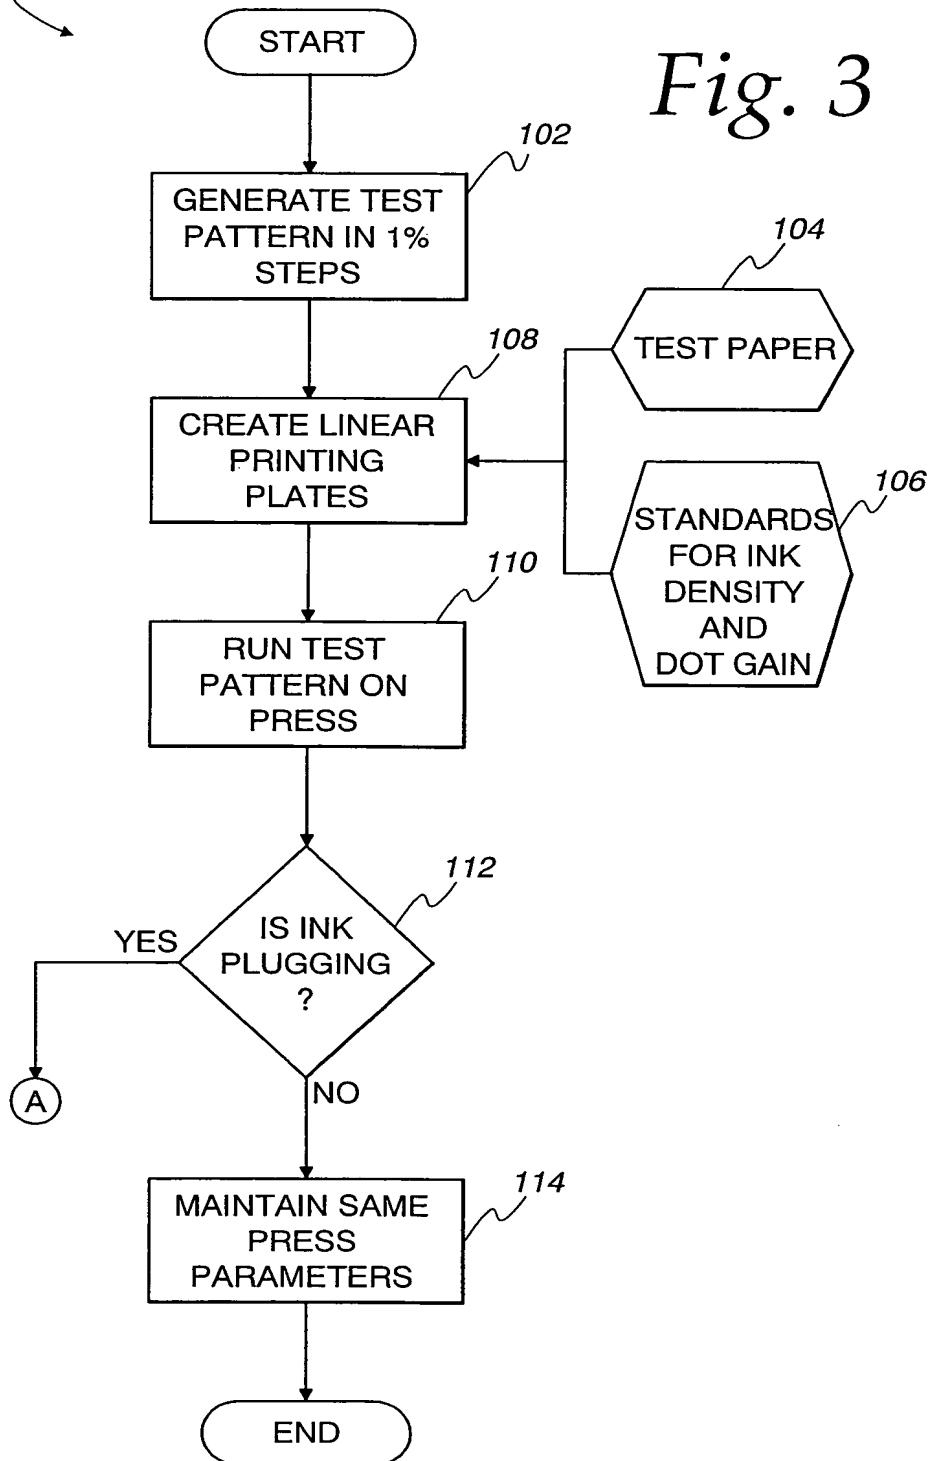 START
Fig. 3
102
GENERATE TEST
PATTERN IN 1%
STEPS
104
TEST PAPER
108
CREATE LINEAR
PRINTING
PLATES
106
STANDARDS
FOR INK
DENSITY
AND
DOT GAIN
110
RUN TEST
PATTERN ON
PRESS
112
IS INK
PLUGGING
?
YES
A
NO
114
MAINTAIN SAME
PRESS
PARAMETERS
END